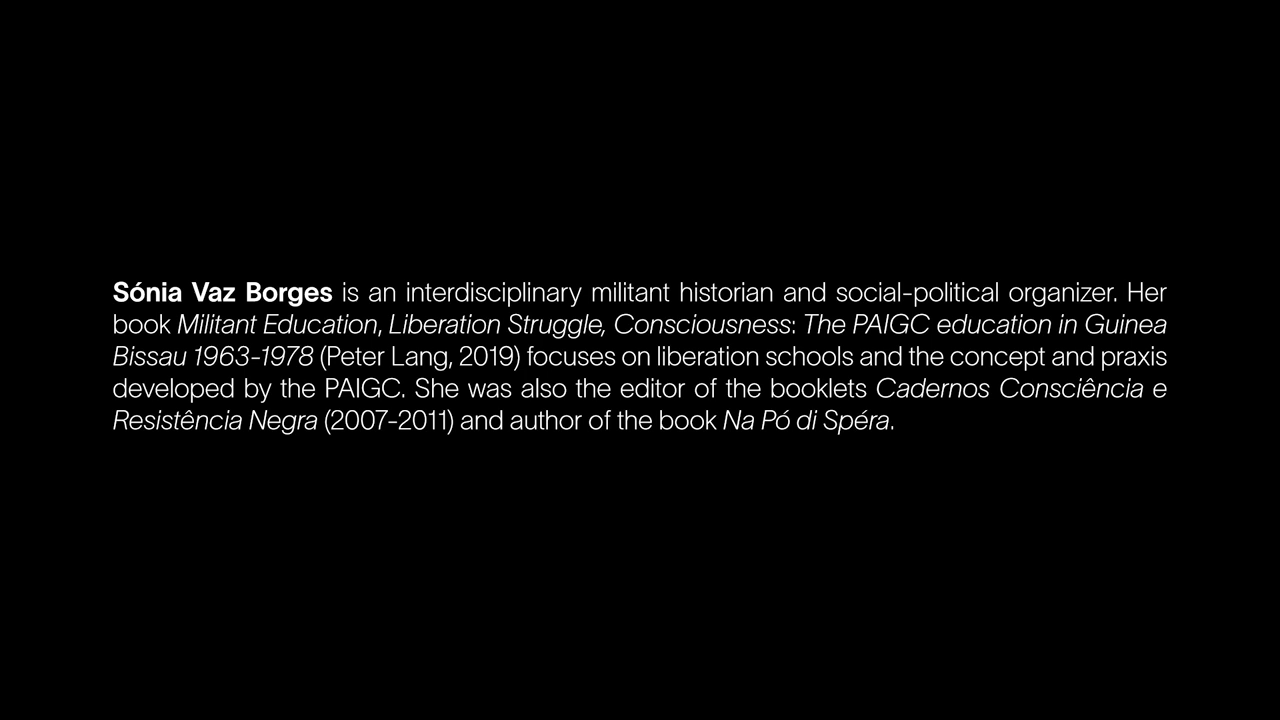 Sónia Vaz Borges is an interdisciplinary militant historian and social-political organizer. Her
book Militant Education, Liberation Struggle, Consciousness: The PAIGC education in Guinea
Bissau 1963-1978 (Peter Lang, 2019) focuses on liberation schools and the concept and praxis
developed by the PAIGC. She was also the editor of the booklets Cadernos Consciência e
Resistência Negra (2007-2011) and author of the book Na Pó di Spéra.